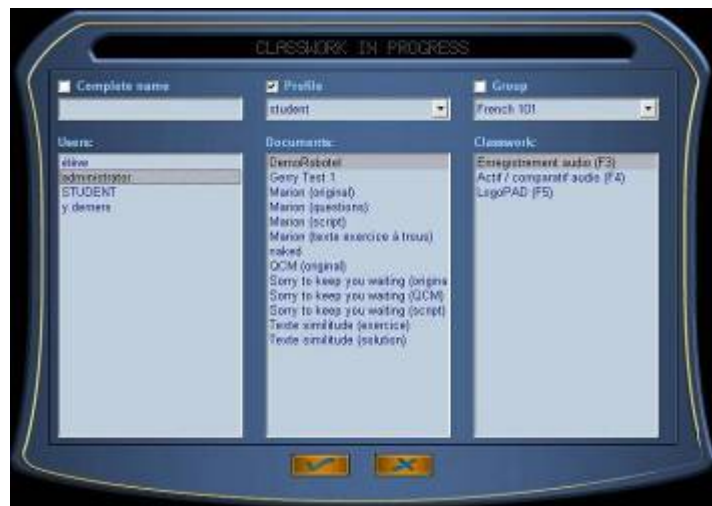 CLASSWORK IN PROGRESS
Complete name
Profile
Group
student
French 101
Users:
Documents:
Classwork:
élève
administrator
STUDENT
y demers
DemoRobotel
Gerry Test 1
Marion (original)
Marion (questions)
Marion (script)
Marion (texte exercice à trous)
naked
QCM (original)
Sorry to keep you waiting (origina
Sorry to keep you waiting (QCM)
Sorry to keep you waiting (script)
Texte similitude (exercice)
Texte similitude (solution)
Enregistrement audio (F3)
Actif / comparatif audio (F4)
LogoPAD (F5)